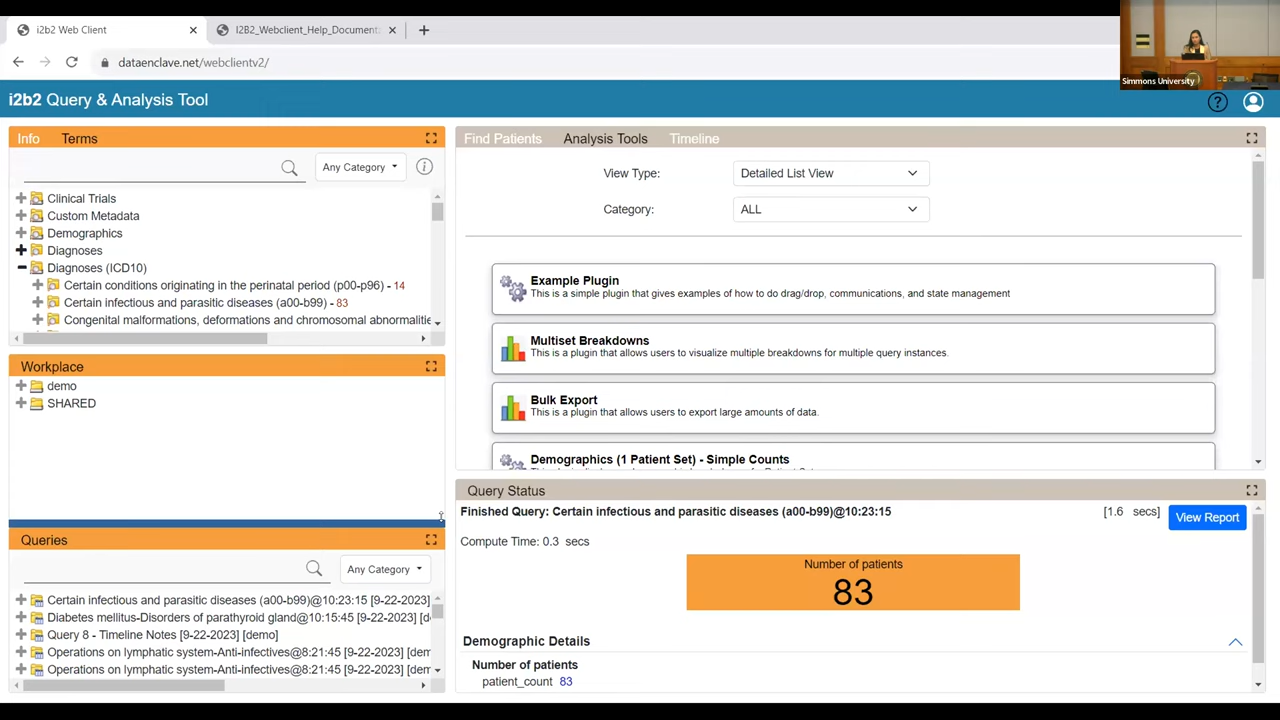 i2b2 Web Client
I2B2_Webclient_Help_Document
dataenclave.net/webclientv2/
Simmons University
i2b2 Query & Analysis Tool
Info Terms
Any Category
Clinical Trials
Custom Metadata
Demographics
Diagnoses
Diagnoses (ICD10)
Certain conditions originating in the perinatal period (p00-p96) - 14
Certain infectious and parasitic diseases (a00-b99) - 83
Congenital malformations, deformations and chromosomal abnormalitie
Workplace
demo
SHARED
Queries
Any Category
Certain infectious and parasitic diseases (a00-b99)@10:23:15 [9-22-2023]
Diabetes mellitus-Disorders of parathyroid gland@10:15:45 [9-22-2023] [d
Query 8 - Timeline Notes [9-22-2023] [demo]
Operations on lymphatic system-Anti-infectives@8:21:45 [9-22-2023] [dem
Operations on lymphatic system-Anti-infectives@8:21:45 [9-22-2023] [dem
Find Patients Analysis Tools Timeline
View Type: Detailed List View
Category: ALL
Example Plugin
This is a simple plugin that gives examples of how to do drag/drop, communications, and state management
Multiset Breakdowns
This is a plugin that allows users to visualize multiple breakdowns for multiple query instances.
Bulk Export
This is a plugin that allows users to export large amounts of data.
Demographics (1 Patient Set) - Simple Counts
Query Status
Finished Query: Certain infectious and parasitic diseases (a00-b99)@10:23:15 [1.6 secs] View Report
Compute Time: 0.3 secs
Number of patients
83
Demographic Details
Number of patients
patient_count 83